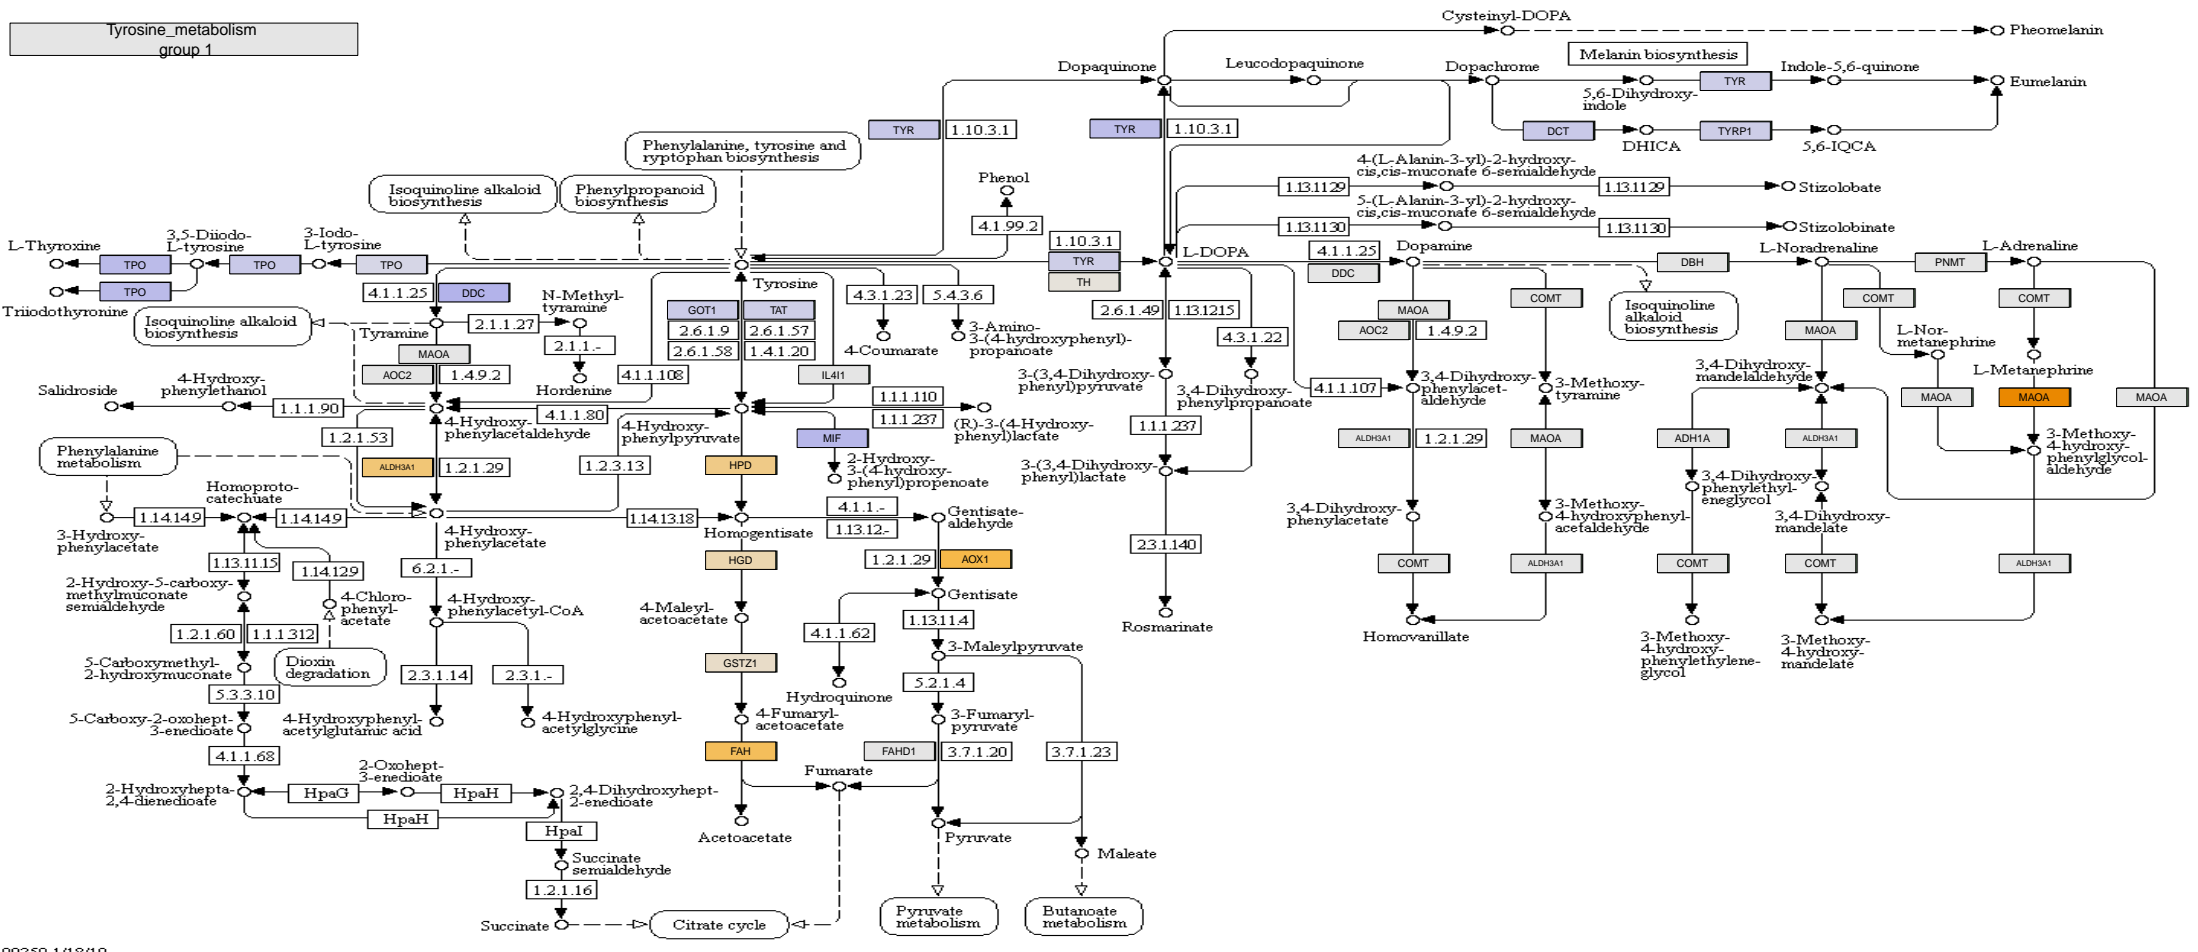 Tyrosine_metabolism
group 1
Cysteinyl-DOPA
Pheomelanin
Melanin biosynthesis
Dopaquinone
Leucodopaquinone
Dopachrome
TYR
Indole-5,6-quinone
Eumelanin
5,6-Dihydroxy-
indole
TYR
1.10.3.1
TYR
1.10.3.1
DCT
DHICA
TYRP1
5,6-IQCA
Phenylalanine, tyrosine and
ryptophan biosynthesis
Isoquinoline alkaloid
biosynthesis
Phenylpropanoid
biosynfhesis
Phenol
4.1.99.2
4-(L-Alanin-3-yl)-2-hydroxy-
cis,cis-muconate 6-semialdehyde
1.13.1129
1.13.1129
Stizolobate
5-(L-Alanin-3-yl)-2-hydroxy-
cis,cis-muconafe 6-semialdehyde
1.13.1130
1.13.1130
Stizolobinate
L-Thyroxine
3,5-Diiodo-
L-tyrosine
3-Iodo-
L-tyrosine
TPO
TPO
TPO
TPO
Triiodothyronine
Tyrosine
1.10.3.1
TYR
TH
L-DOPA
4.1.1.25
DDC
Dopamine
DBH
L-Noradrenaline
PNMT
L-Adrenaline
4.1.1.25
DDC
N-Methyl-
tyramine
Isoquinoline alkaloid
biosynthesis
Tyramine
2.1.1.27
2.1.1.-
Hordenine
GOT1
TAT
2.6.1.9
2.6.1.57
2.6.1.58
1.4.1.20
4.3.1.23
5.4.3.6
4-Coumarate
3-Amino-
3-(4-hydroxyphenyl)-
propanoate
2.6.1.49
1.13.1215
4.3.1.22
MAOA
AOC2
1.4.9.2
COMT
Isoquinoline
alkaloid
biosynthesis
COMT
COMT
MAOA
L-Nor-
metanephrine
L-Metanephrine
MAOA
AOC2
1.4.9.2
4.1.1.108
IL4I1
Salidroside
4-Hydroxy-
phenylethanol
1.1.1.90
4-Hydroxy-
phenylacetaldehyde
4.1.1.80
4-Hydroxy-
phenylpyruvate
1.1.1.110
1.1.1.237
(R)-3-(4-Hydroxy-
phenyl)lactate
3-(3,4-Dihydroxy-
phenyl)pyruvate
3,4-Dihydroxy-
phenylpropanoate
4.1.1.107
3,4-Dihydroxy-
phenylacet-
aldehyde
3-Methoxy-
tyramine
3,4-Dihydroxy-
mandelaldehyde
MAOA
MAOA
MAOA
1.2.1.53
ALDH3A1
1.2.1.29
Phenylalanine
metabolism
1.2.3.13
HPD
MIF
2-Hydroxy-
3-(4-hydroxy-
phenyl)propenoate
1.1.1.237
3-(3,4-Dihydroxy-
phenyl)lactate
ALDH3A1
1.2.1.29
MAOA
ADH1A
ALDH3A1
3-Methoxy-
4-hydroxy-
phenylglycol-
aldehyde
3,4-Dihydroxy-
phenylethyl-
eneglycol
3,4-Dihydroxy-
mandelate
3,4-Dihydroxy-
phenylacetate
3-Methoxy-
4-hydroxyphenyl-
acetaldehyde
Homoproto-
catechuate
3-Hydroxy-
phenylacetate
1.14.14.9
1.14.14.9
4-Hydroxy-
phenylacetate
1.14.13.18
Homogentisate
4.1.1.-
1.13.12.-
Gentisate-
aldehyde
1.13.11.15
1.14.129
6.2.1.-
HGD
1.2.1.29
AOX1
2.3.1.140
COMT
ALDH3A1
COMT
COMT
ALDH3A1
2-Hydroxy-5-carboxy-
methylmuconate
semialdehyde
4-Chloro-
phenyl-
acetate
4-Hydroxy-
phenylacetyl-CoA
4-Maleyl-
acetoacetate
Gentisate
Rosmarinate
Homovanillate
3-Methoxy-
4-hydroxy-
phenylethylene-
glycol
3-Methoxy-
4-hydroxy-
mandelate
1.2.1.60
1.1.1.312
Dioxin
degradation
4.1.1.62
1.13.11.4
3-Maleylpyruvate
5-Carboxymethyl-
2-hydroxymuconate
5.3.3.10
2.3.1.14
2.3.1.-
GSTZ1
Hydroquinone
5.2.1.4
5-Carboxy-2-oxohept-
3-enedioate
4-Hydroxyphenyl-
acetylglutamic acid
4-Hydroxyphenyl-
acetylglycine
4-Fumaryl-
acetoacefate
3-Fumaryl-
pyruvate
4.1.1.68
FAH
FAHD1
3.7.1.20
3.7.1.23
2-Hydroxyhepta-
2,4-dienedioafe
HpaG
2-Oxohept-
3-enedioate
HpaH
2,4-Dihydroxyhept-
2-enedioate
HpaH
HpaI
Fumarate
Acetoacetate
Pyruvate
Maleate
Succinate
semialdehyde
1.2.1.16
Succinate
Citrate cycle
Pyruvate
metabolism
Butanoate
metabolism